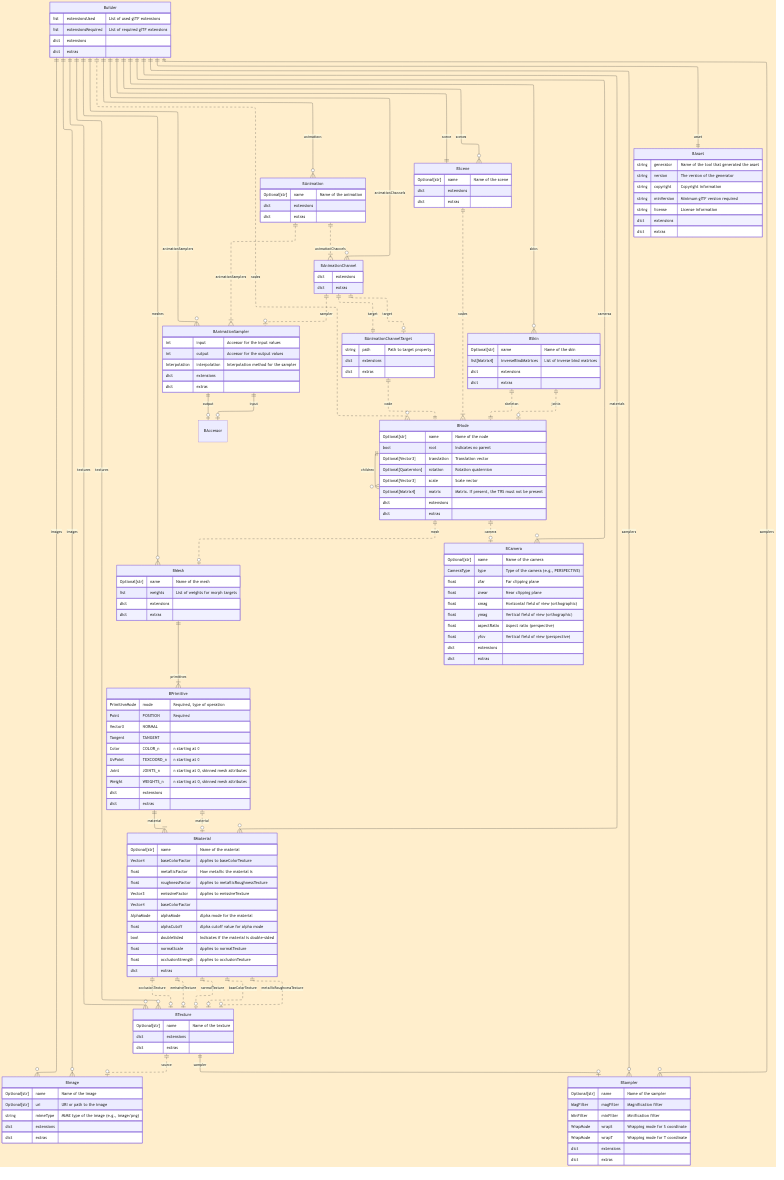 Builder
list extensionsUsed List of used glTF extensions
list extensionsRequired List of required glTF extensions
dict extensions
dict extras
animations
scene
scenes
asset
BAsset
string generator Name of the tool that generated the asset
string version The version of the generator
string copyright Copyright information
string minVersion Minimum glTF version required
string license License information
dict extensions
dict extras
BScene
Optional[str] name Name of the scene
dict extensions
dict extras
BAnimation
Optional[str] name Name of the animation
dict extensions
dict extras
animationChannels
animationSamplers
animationChannels
skins
BAnimationChannel
dict extensions
dict extras
animationSamplers
nodes
sampler
target
target
nodes
cameras
meshes
BAnimationSampler
int input Accessor for the input values
int output Accessor for the output values
Interpolation interpolation Interpolation method for the sampler
dict extensions
dict extras
BAnimationChannelTarget
string path Path to target property
dict extensions
dict extras
BSkin
Optional[str] name Name of the skin
list[Matrix4] inverseBindMatrices List of inverse bind matrices
dict extensions
dict extras
output
input
node
skeleton
joints
materials
BAccessor
BNode
Optional[str] name Name of the node
bool root Indicates no parent
Optional[Vector3] translation Translation vector
Optional[Quaternion] rotation Rotation quaternion
Optional[Vector3] scale Scale vector
Optional[Matrix4] matrix Matrix. If present, the TRS must not be present
dict extensions
dict extras
children
textures
textures
images
images
mesh
camera
samplers
samplers
BCamera
Optional[str] name Name of the camera
CameraType type Type of the camera (e.g., PERSPECTIVE)
float zfar Far clipping plane
float znear Near clipping plane
float xmag Horizontal field of view (orthographic)
float ymag Vertical field of view (orthographic)
float aspectRatio Aspect ratio (perspective)
float yfov Vertical field of view (perspective)
dict extensions
dict extras
BMesh
Optional[str] name Name of the mesh
list weights List of weights for morph targets
dict extensions
dict extras
primitives
BPrimitive
PrimitiveMode mode Required, type of operation
Point POSITION Required
Vector3 NORMAL
Tangent TANGENT
Color COLOR_n n starting at 0
UvPoint TEXCOORD_n n starting at 0
Joint JOINTS_n n starting at 0, skinned mesh attributes
Weight WEIGHTS_n n starting at 0, skinned mesh attributes
dict extensions
dict extras
material
material
BMaterial
Optional[str] name Name of the material
Vector4 baseColorFactor Applies to baseColorTexture
float metallicFactor How metallic the material is
float roughnessFactor Applies to metallicRoughnessTexture
Vector3 emissiveFactor Applies to emissiveTexture
Vector4 baseColorFactor
AlphaMode alphaMode Alpha mode for the material
float alphaCutoff Alpha cutoff value for alpha mode
bool doubleSided Indicates if the material is double-sided
float normalScale Applies to normalTexture
float occlusionStrength Applies to occlusionTexture
dict extras
occlusionTexture
emissiveTexture
normalTexture
baseColorTexture
metallicRoughnessTexture
BTexture
Optional[str] name Name of the texture
dict extensions
dict extras
source
sampler
BImage
Optional[str] name Name of the image
Optional[str] uri URI or path to the image
string mimeType MIME type of the image (e.g., image/png)
dict extensions
dict extras
BSampler
Optional[str] name Name of the sampler
MagFilter magFilter Magnification filter
MinFilter minFilter Minification filter
WrapMode wrapS Wrapping mode for S coordinate
WrapMode wrapT Wrapping mode for T coordinate
dict extensions
dict extras